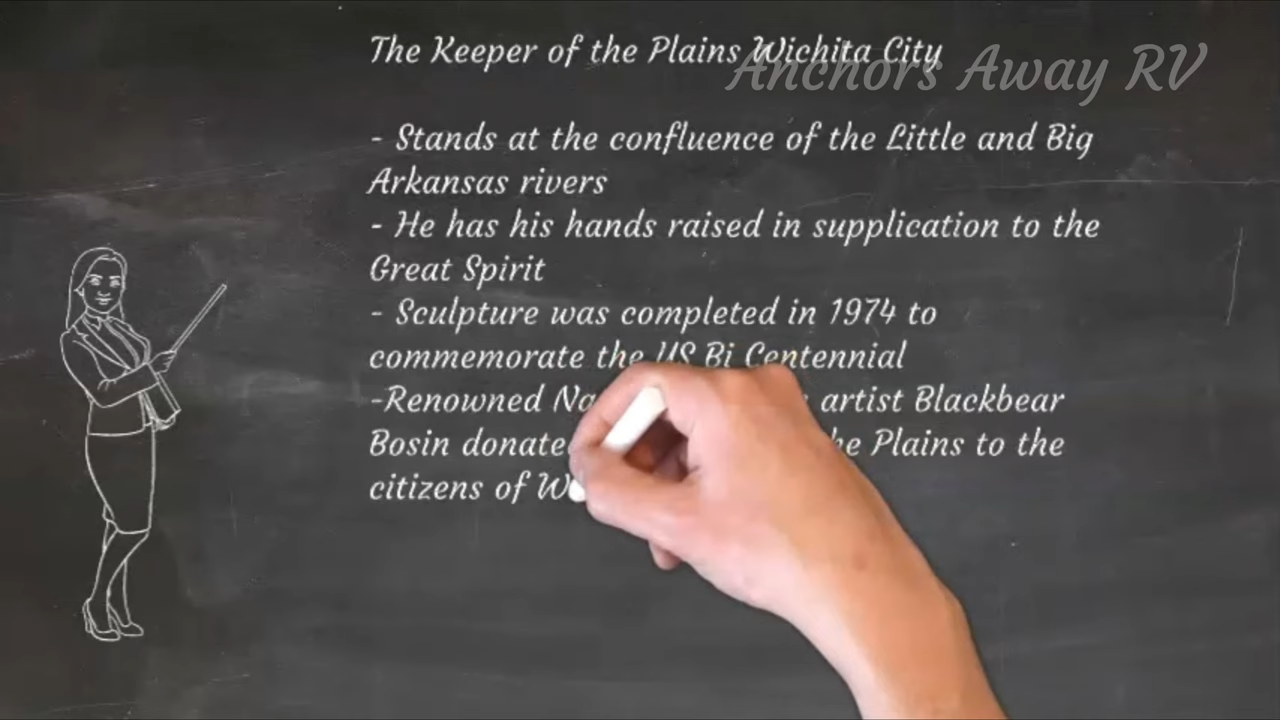 The Keeper of the Plains Wichita City
Anchors Away RV
- Stands at the confluence of the Little and Big
Arkansas rivers
- He has his hands raised in supplication to the
Great Spirit
- Sculpture was completed in 1974 to
commemorate the US Bi Centennial
-Renowned artist Blackbear
Bosin Plains to the
citizens of